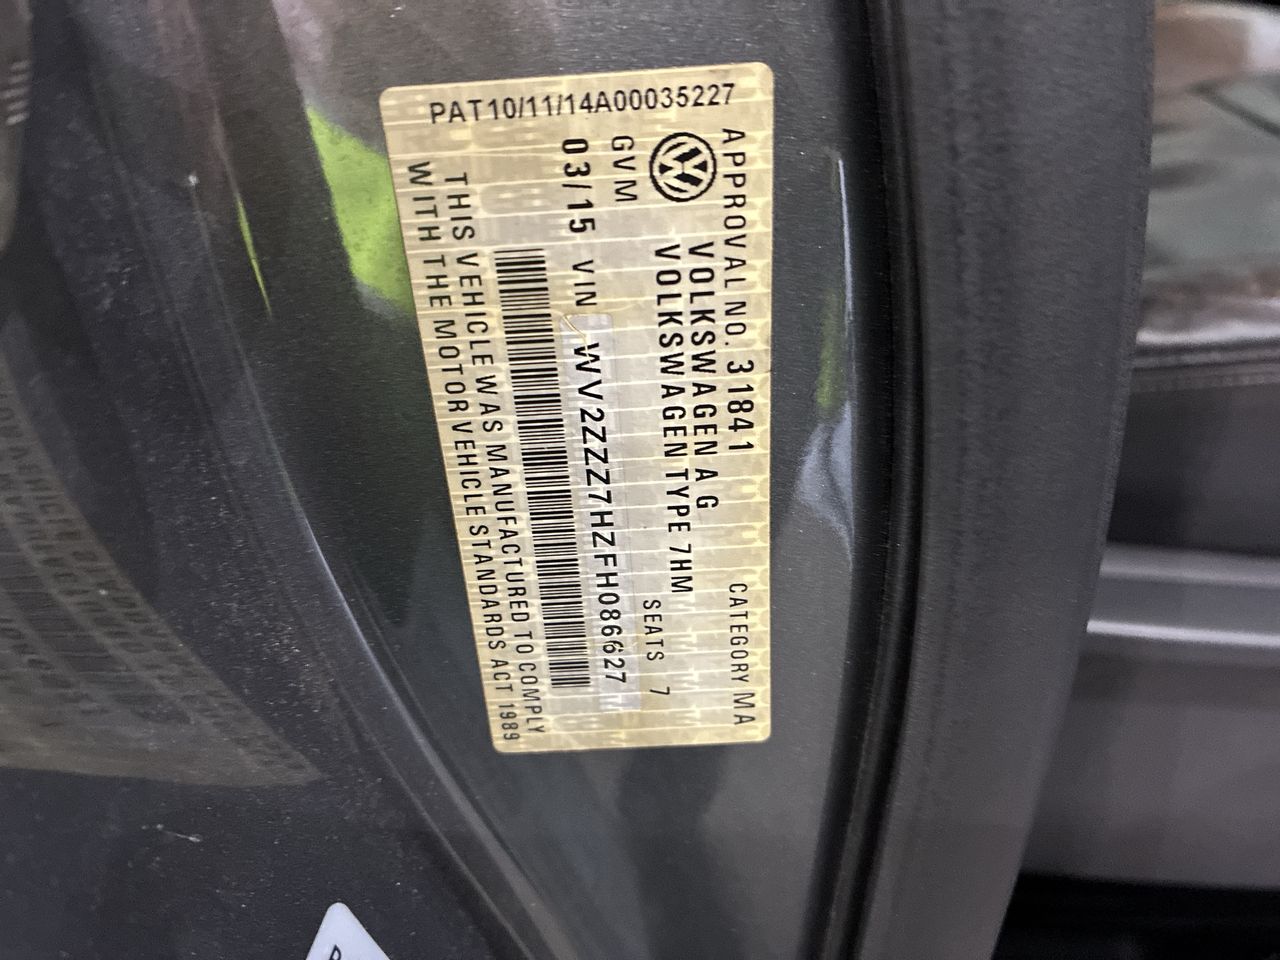 PAT10/11/14A00035227
APPROVAL NO. 31841 CATEGORY MA
VOLKSWAGEN AG
VOLKSWAGEN TYPE 7HM
GVM SEATS 7
03/15 VIN WV2ZZZ7HZFH086627
THIS VEHICLE WAS MANUFACTURED TO COMPLY
WITH THE MOTOR VEHICLE STANDARDS ACT 1989